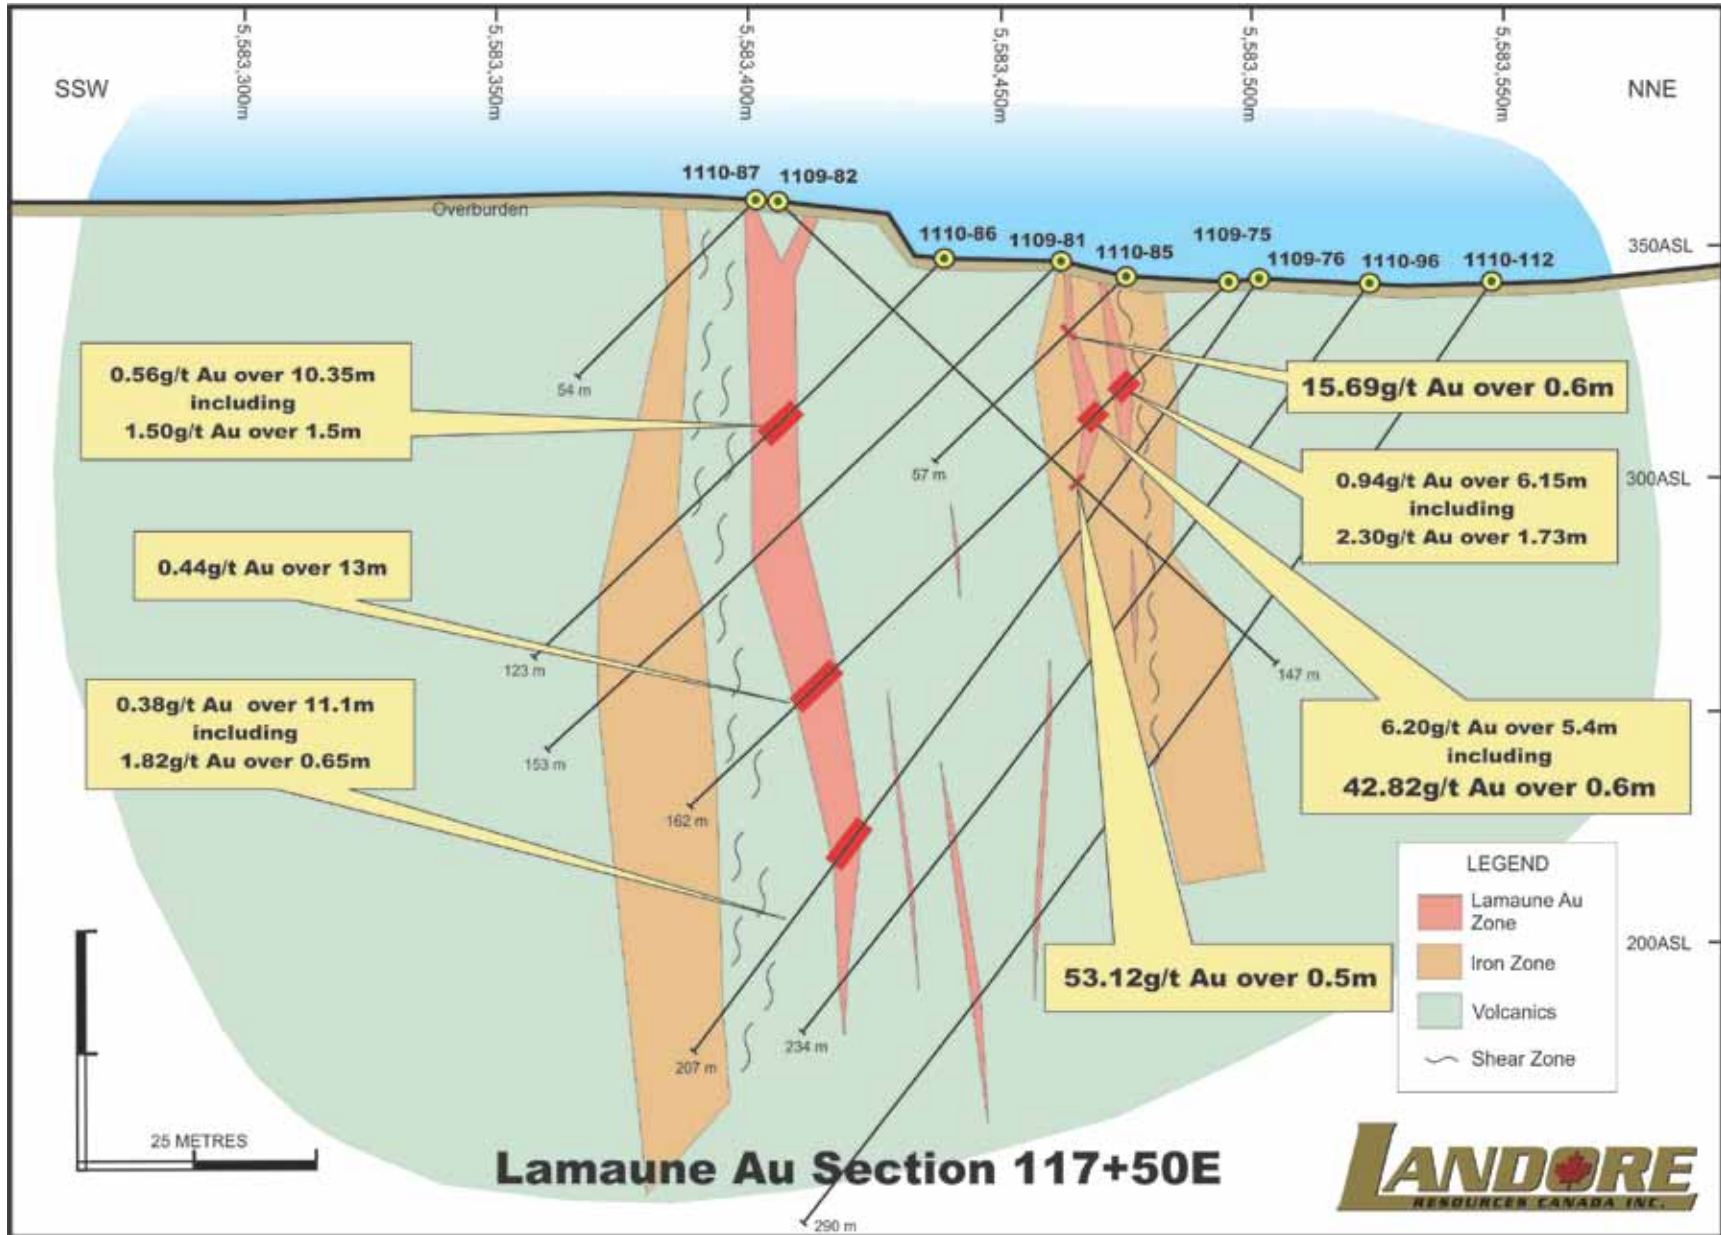 5,583,300m
5,583,350m
5,583,400m
5,583,450m
5,583,500m
5,583,550m
SSW
NNE
1110-87
1109-82
Overburden
1110-86
1109-81
1110-85
1109-75
1109-76
1110-96
1110-112
350ASL
300ASL
200ASL
0.56g/t Au over 10.35m
including
1.50g/t Au over 1.5m
0.44g/t Au over 13m
0.38g/t Au over 11.1m
including
1.82g/t Au over 0.65m
15.69g/t Au over 0.6m
0.94g/t Au over 6.15m
including
2.30g/t Au over 1.73m
6.20g/t Au over 5.4m
including
42.82g/t Au over 0.6m
53.12g/t Au over 0.5m
54 m
57 m
123 m
147 m
153 m
162 m
207 m
234 m
290 m
LEGEND
Lamaune Au
Zone
Iron Zone
Volcanics
Shear Zone
25 METRES
Lamaune Au Section 117+50E
LANDORE
RESOURCES CANADA INC.